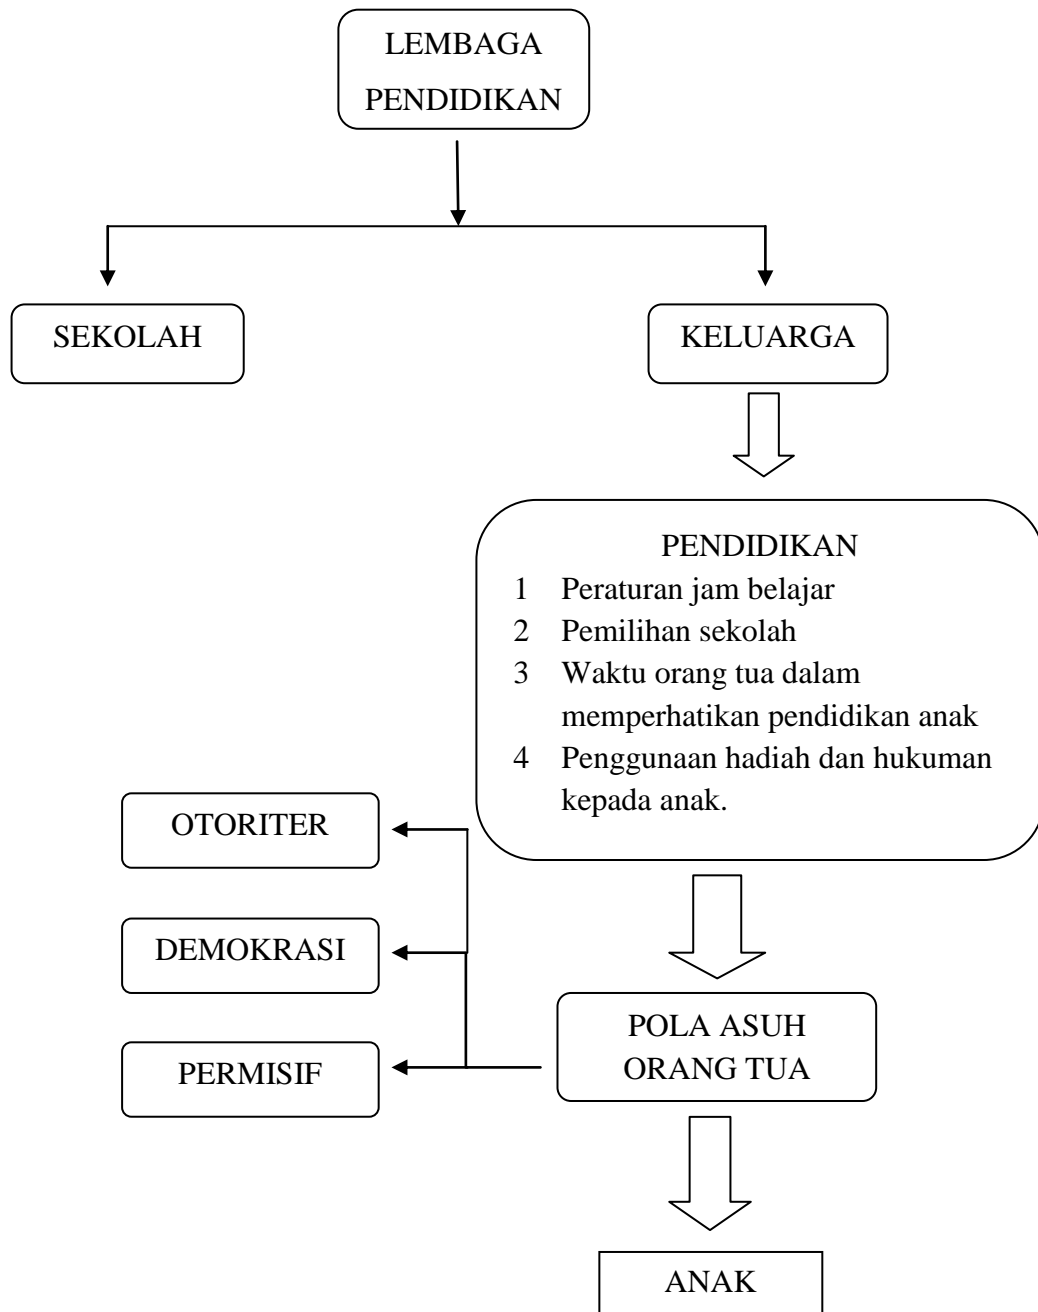 LEMBAGA
PENDIDIKAN
SEKOLAH
KELUARGA
PENDIDIKAN
1 Peraturan jam belajar
2 Pemilihan sekolah
3 Waktu orang tua dalam
memperhatikan pendidikan anak
4 Penggunaan hadiah dan hukuman
kepada anak.
OTORITER
DEMOKRASI
PERMISIF
POLA ASUH
ORANG TUA
ANAK